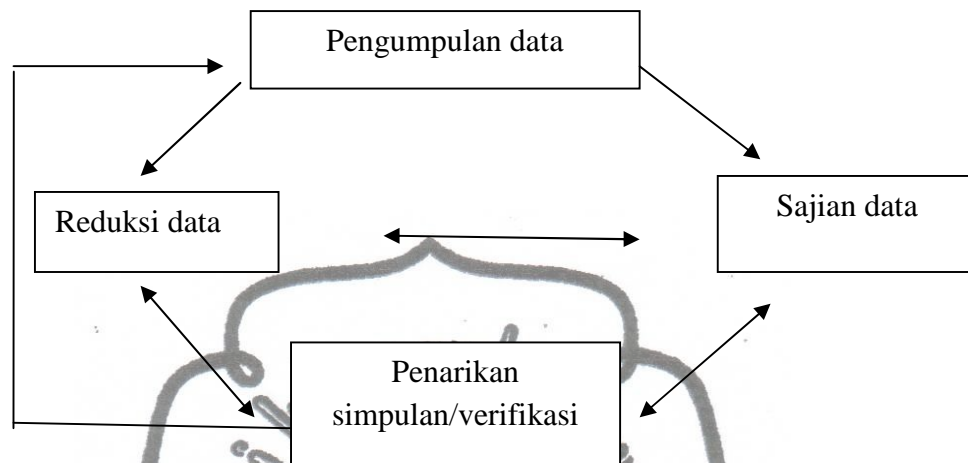 Pengumpulan data
Reduksi data
Sajian data
Penarikan
simpulan/verifikasi